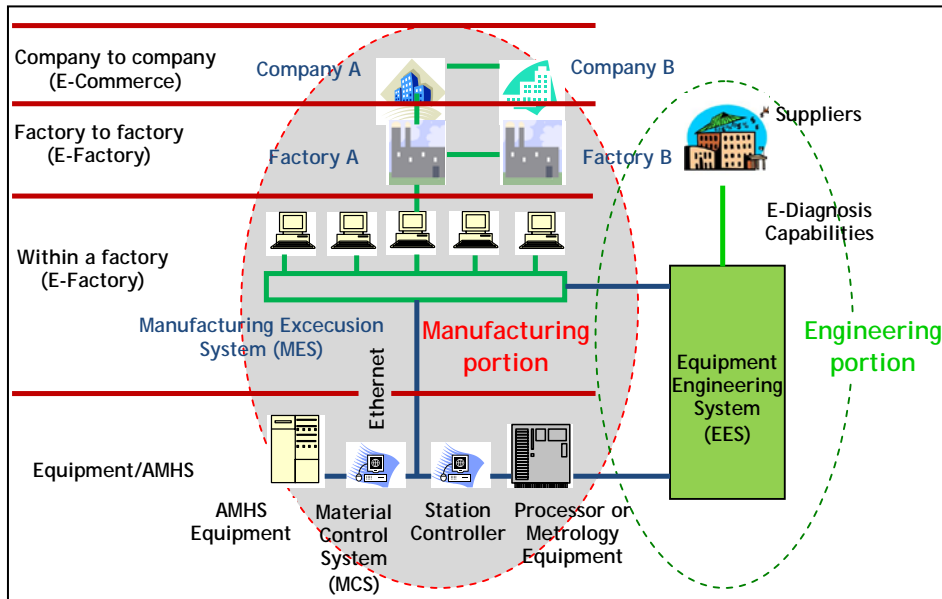 Company to company
(E-Commerce)
Company A
Company B
Factory to factory
(E-Factory)
Factory A
Factory B
Suppliers
E-Diagnosis
Capabilities
Within a factory
(E-Factory)
Manufacturing Excecusion
System (MES)
Manufacturing
portion
Ethernet
Equipment
Engineering
System
(EES)
Engineering
portion
Equipment/AMHS
AMHS
Equipment
Material
Control
System
(MCS)
Station
Controller
Processor or
Metrology
Equipment